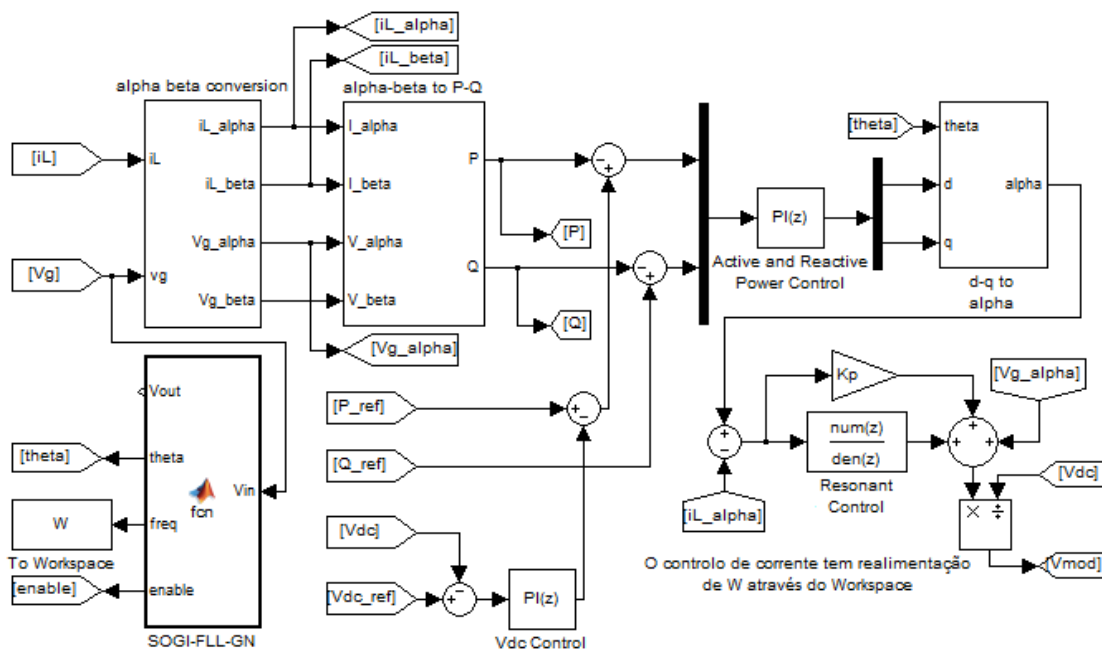 [iL_alpha]
[iL_beta]
alpha beta conversion
alpha-beta to P-Q
[iL]
iL
iL_alpha
iL_beta
Vg_alpha
Vg_beta
[Vg]
vg
I_alpha
I_beta
V_alpha
V_beta
P
Q
[P]
[Q]
[Vg_alpha]
PI(z)
Active and Reactive
Power Control
[theta]
theta
d
q
alpha
d-q to
alpha
Vout
theta
freq
enable
Vin
fcn
SOGI-FLL-GN
[theta]
W
To Workspace
[enable]
[P_ref]
[Q_ref]
[Vdc]
[Vdc_ref]
PI(z)
Vdc Control
[iL_alpha]
Kp
num(z)
den(z)
Resonant
Control
[Vg_alpha]
[Vdc]
× ÷
[Vmod]
O controlo de corrente tem realimentação
de W através do Workspace